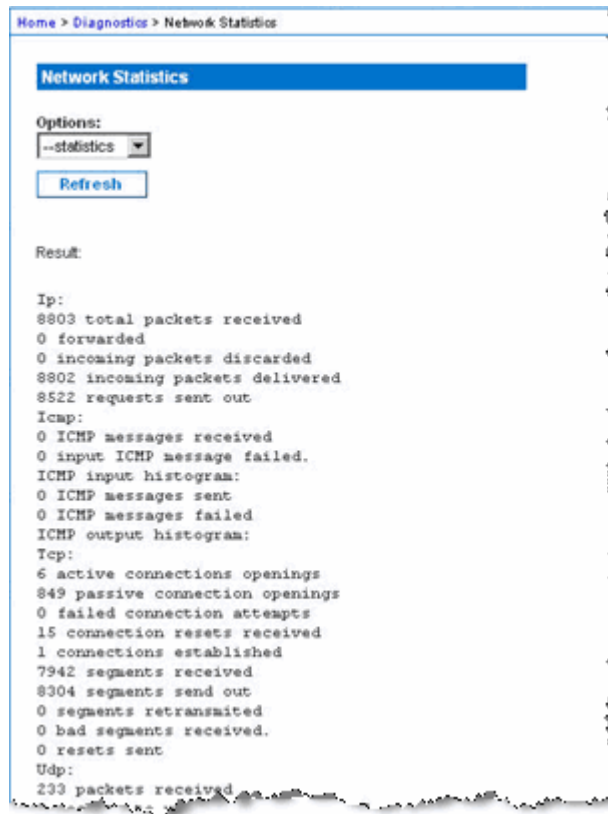 Home > Diagnostics > Network Statistics
Network Statistics
Options:
--statistics
Refresh
Result:
Ip:
8803 total packets received
0 forwarded
0 incoming packets discarded
8802 incoming packets delivered
8522 requests sent out
Icmp:
0 ICMP messages received
0 input ICMP message failed.
ICMP input histogram:
0 ICMP messages sent
0 ICMP messages failed
ICMP output histogram:
Tcp:
6 active connections openings
849 passive connection openings
0 failed connection attempts
15 connection resets received
1 connections established
7942 segments received
8304 segments send out
0 segments retransmited
0 bad segments received.
0 resets sent
Udp:
233 packets received